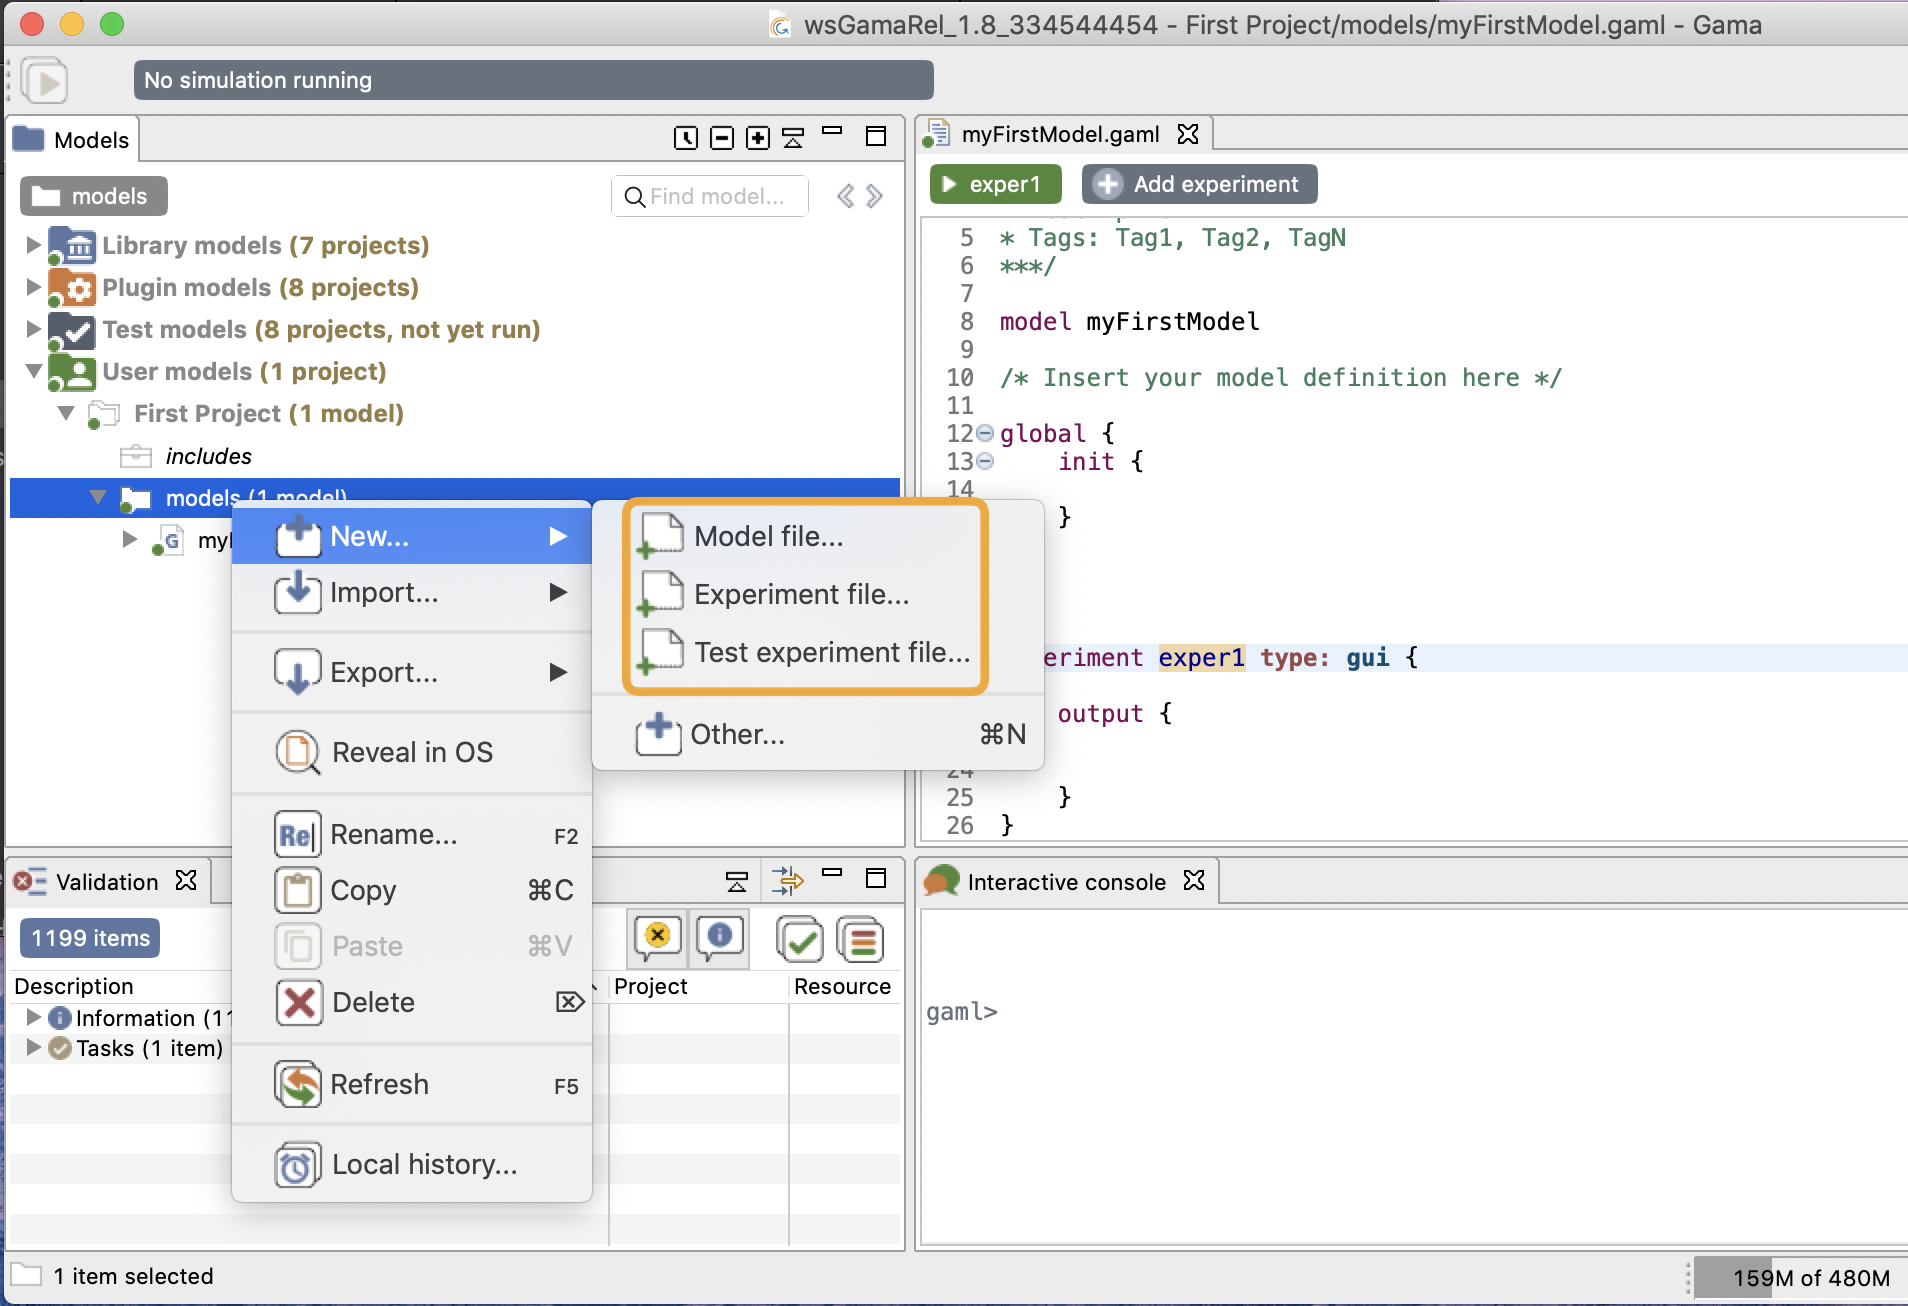 wsGamaRel_1.8_334544454 - First Project/models/myFirstModel.gaml - Gama
No simulation running
Models
models
Find model...
Library models (7 projects)
Plugin models (8 projects)
Test models (8 projects, not yet run)
User models (1 project)
First Project (1 model)
includes
models (1 model)
New...
Import...
Export...
Reveal in OS
Rename... F2
Copy ⌘C
Paste ⌘V
Delete ⌦
Refresh F5
Local history...
Model file...
Experiment file...
Test experiment file...
Other... ⌘N
myFirstModel.gaml
exper1
Add experiment
5 * Tags: Tag1, Tag2, TagN
6 ***/
7
8 model myFirstModel
9
10 /* Insert your model definition here */
11
12 global {
13 init {
14
}
eriment exper1 type: gui {
output {
24
25 }
26 }
Validation
1199 items
Description Project Resource
Information (11
Tasks (1 item)
Interactive console
gaml>
1 item selected
159M of 480M